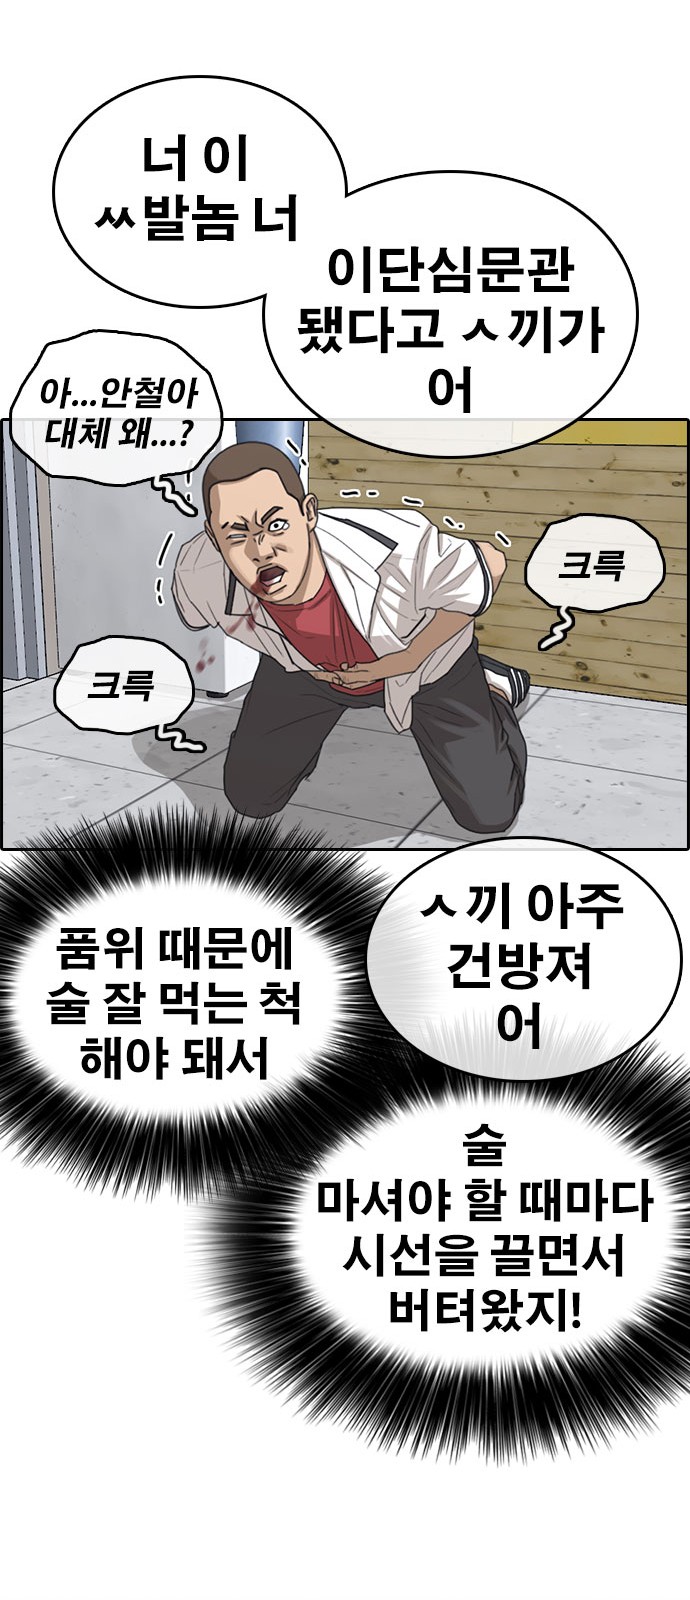 너 이
ㅆ발놈 너
이단심문관
됐다고 ㅅ끼가
어
아...안철아
대체 왜...?
크륵
크륵
ㅅ끼 아주
건방져
어
품위 때문에
술 잘 먹는 척
해야 돼서
술
마셔야 할 때마다
시선을 끌면서
버텨왔지!